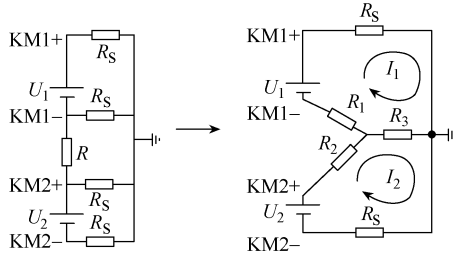 KM1+
R_S
U_1
R_S
KM1−
R
KM2+
R_S
U_2
R_S
KM2−
R_S
KM1+
I_1
U_1
KM1−
R_1
R_3
R_2
KM2+
I_2
U_2
R_S
KM2−